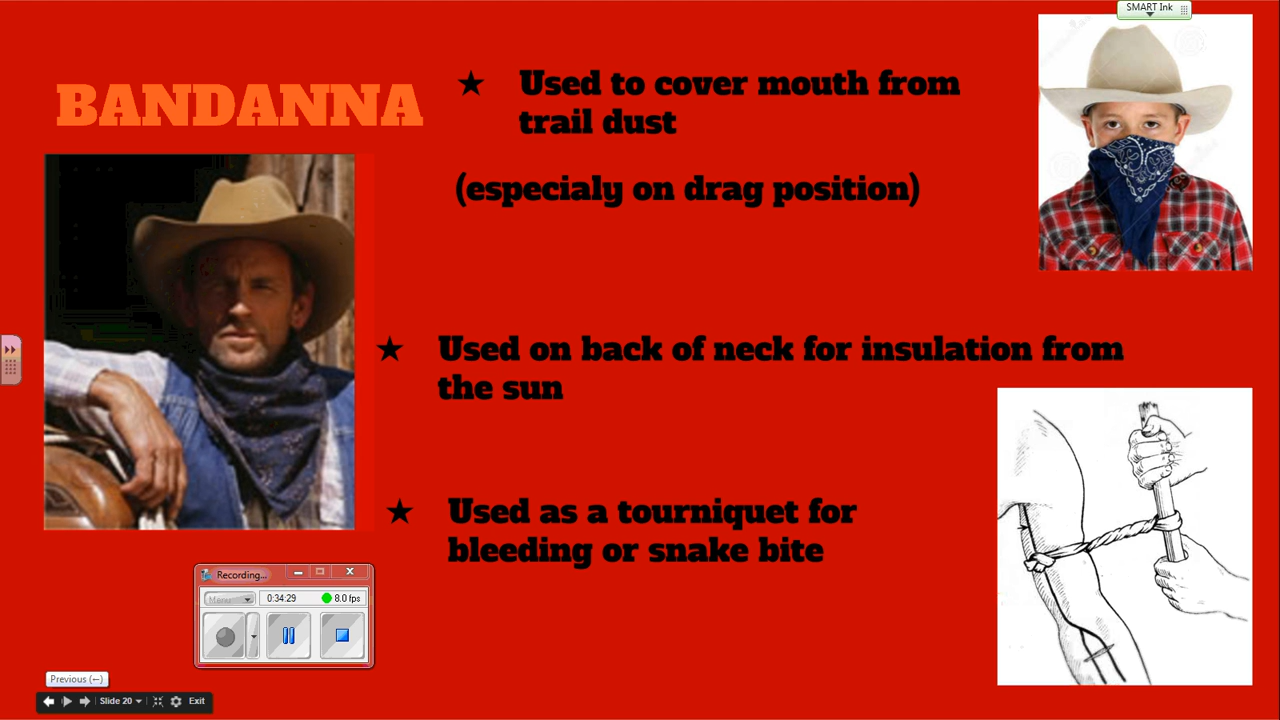 SMART Ink
BANDANNA
★ Used to cover mouth from
trail dust
(especialy on drag position)
★ Used on back of neck for insulation from
the sun
★ Used as a tourniquet for
bleeding or snake bite
Recording...
Menu
0:34:29
8.0 fps
Previous (←)
Slide 20
Exit